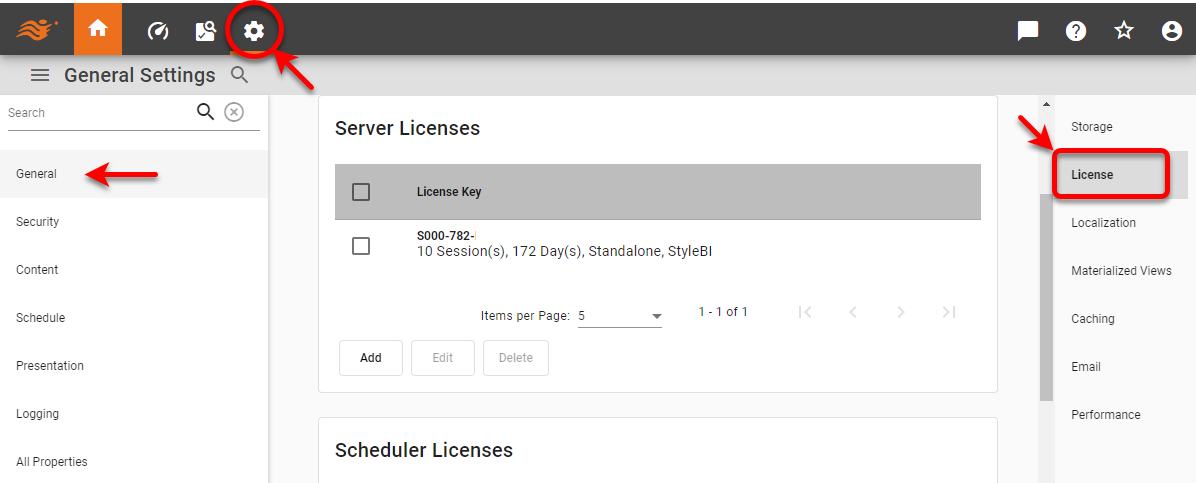 General Settings
Search
General
Security
Content
Schedule
Presentation
Logging
All Properties
Server Licenses
License Key
S000-782-
10 Session(s), 172 Day(s), Standalone, StyleBI
Items per Page: 5
1 - 1 of 1
Add Edit Delete
Scheduler Licenses
Storage
License
Localization
Materialized Views
Caching
Email
Performance